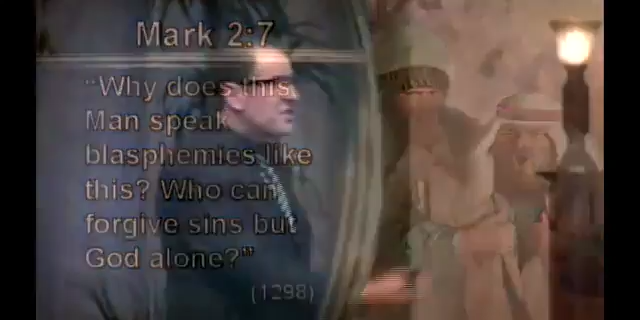 Mark 2:7
“Why does this
Man speak
blasphemies like
this? Who can
forgive sins but
God alone?”
(1298)